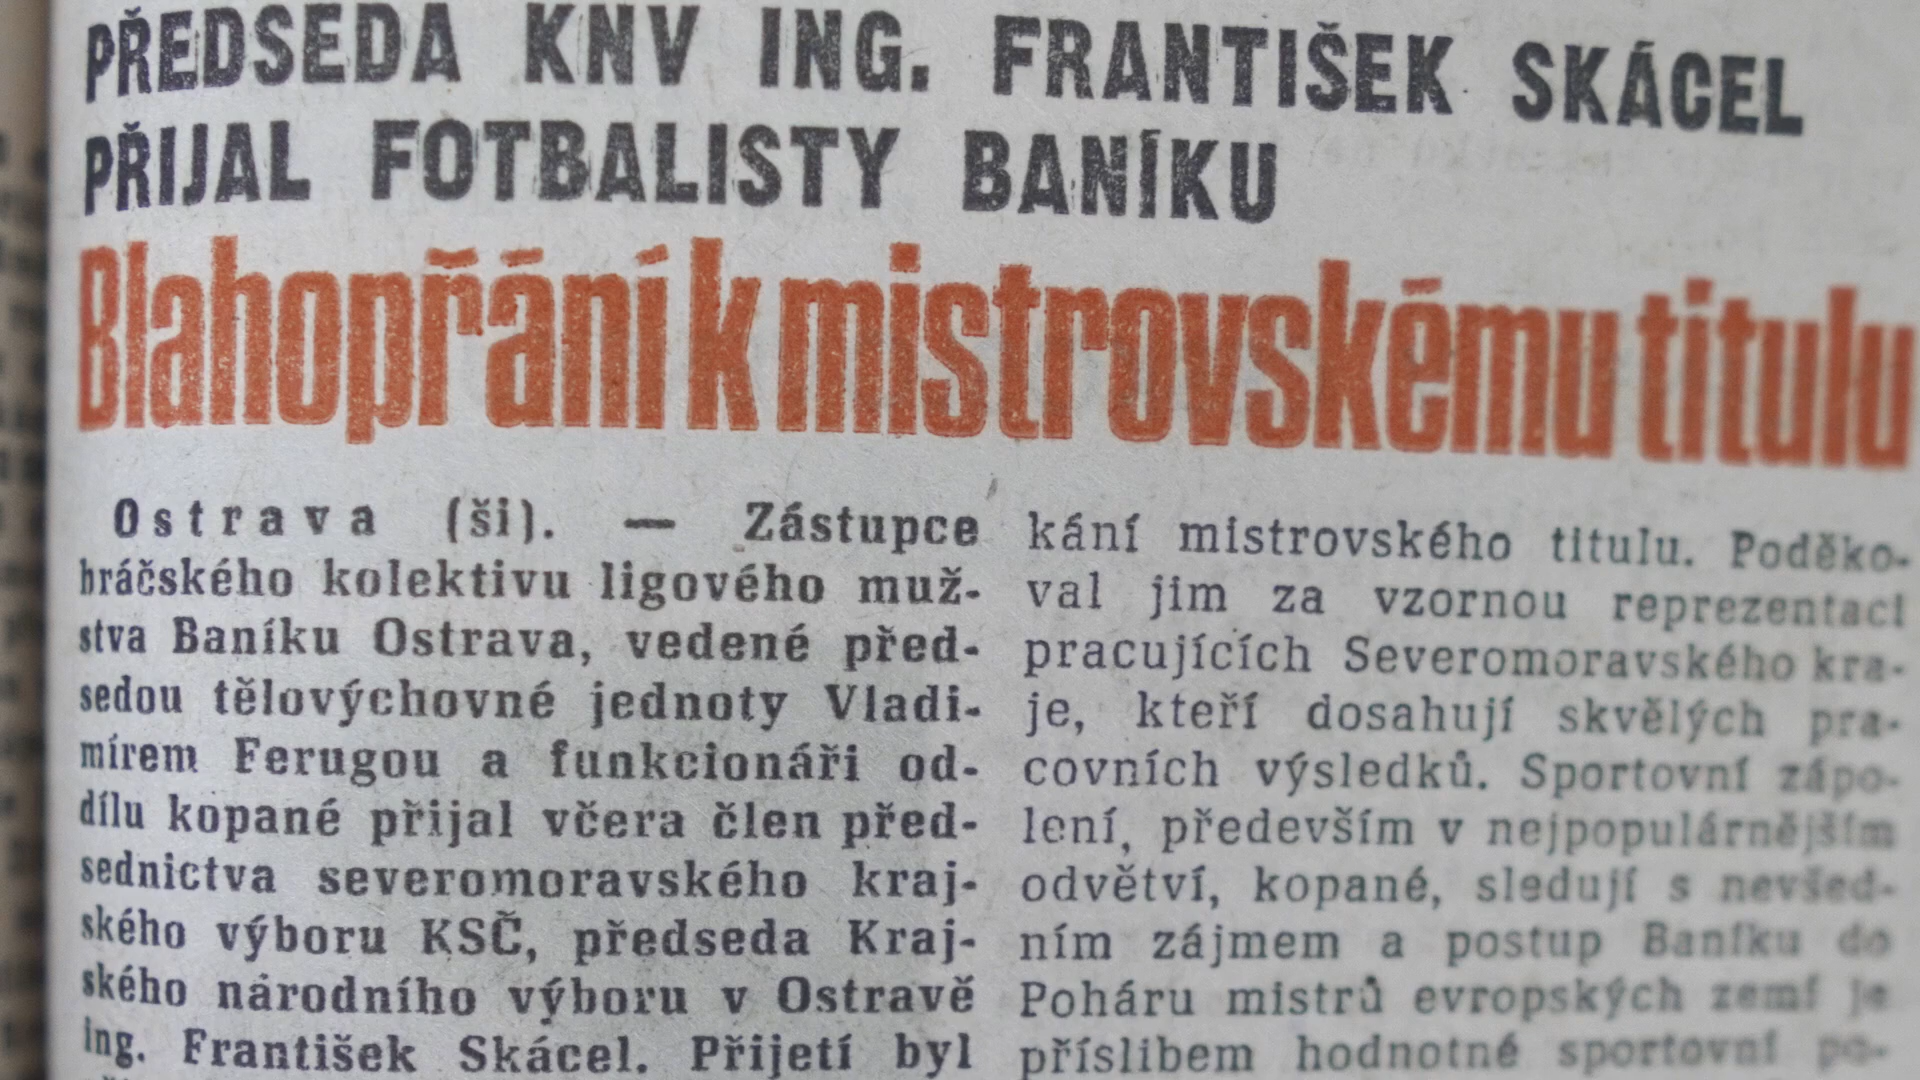 PŘEDSEDA KNV ING. FRANTIŠEK SKÁCEL
PŘIJAL FOTBALISTY BANÍKU
Blahopřání k mistrovskému titulu
Ostrava (ši). — Zástupce
hráčského kolektivu ligového muž-
stva Baníku Ostrava, vedené před-
sedou tělovýchovné jednoty Vladi-
mírem Ferugou a funkcionáři od-
dílu kopané přijal včera člen před-
sednictva severomoravského kraj-
ského výboru KSČ, předseda Kraj-
ského národního výboru v Ostravě
ing. František Skácel. Přijetí byl
kání mistrovského titulu. Poděko-
val jim za vzornou reprezentaci
pracujících Severomoravského kra-
je, kteří dosahují skvělých pra-
covních výsledků. Sportovní zápo-
lení, především v nejpopulárnějším
odvětví, kopané, sledují s nevšed-
ním zájmem a postup Baníku do
Poháru mistrů evropských zemí je
příslibem hodnotné sportovní po-